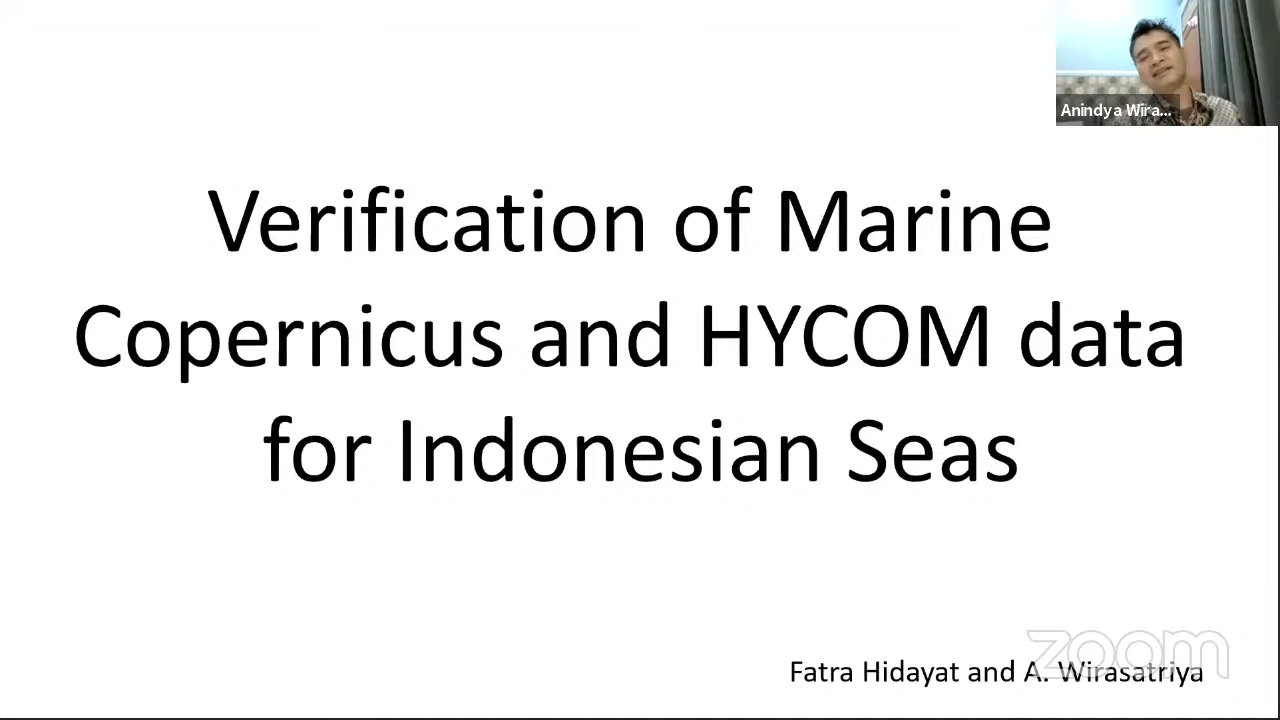 Anindya Wira...
Verification of Marine
Copernicus and HYCOM data
for Indonesian Seas
zoom
Fatra Hidayat and A. Wirasatriya